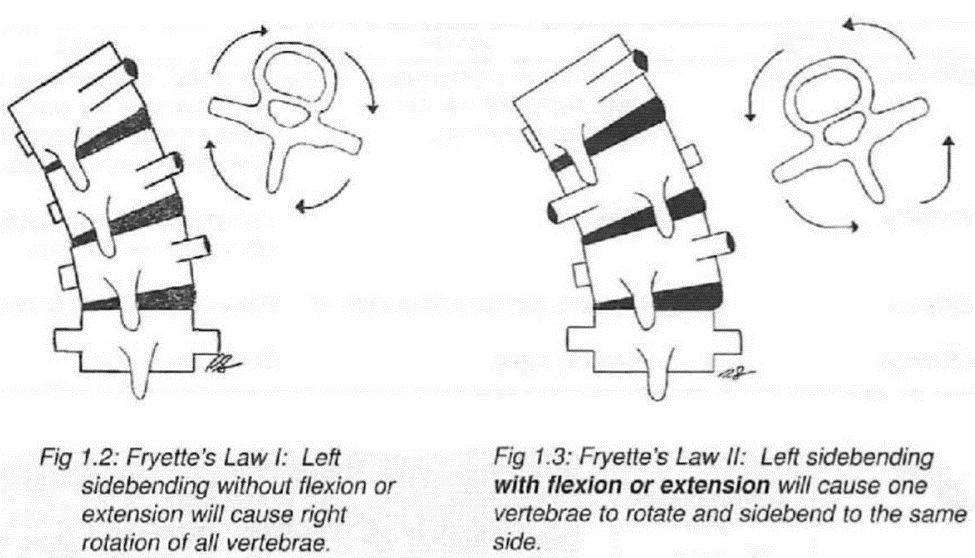 Fig 1.2: Fryette's Law I: Left
sidebending without flexion or
extension will cause right
rotation of all vertebrae.
Fig 1.3: Fryette's Law II: Left sidebending
with flexion or extension will cause one
vertebrae to rotate and sidebend to the same
side.